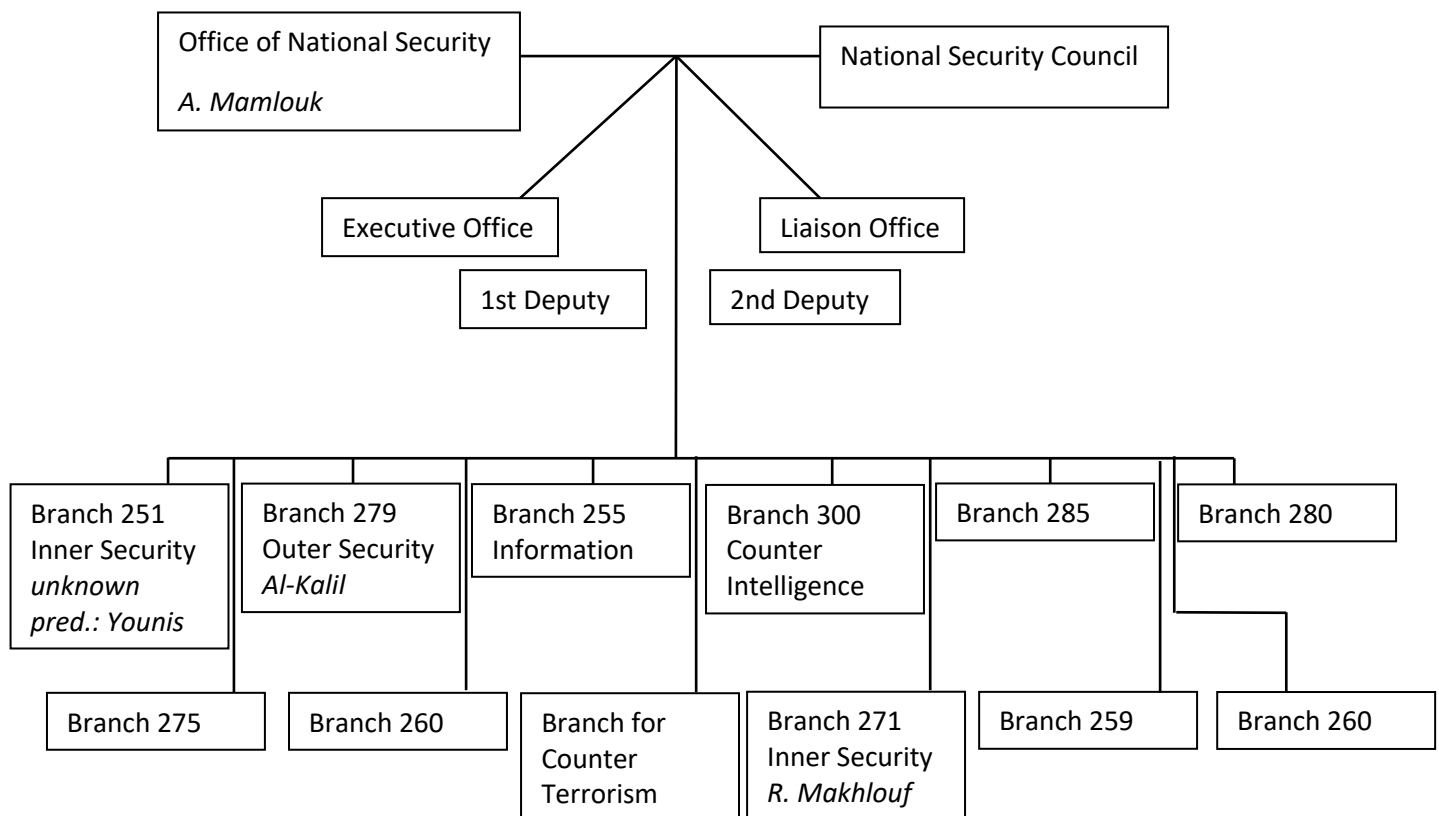 Office of National Security
A. Mamlouk
National Security Council
Executive Office
Liaison Office
1st Deputy
2nd Deputy
Branch 251
Inner Security
unknown
pred.: Younis
Branch 279
Outer Security
Al-Kalil
Branch 255
Information
Branch 300
Counter
Intelligence
Branch 285
Branch 280
Branch 275
Branch 260
Branch for
Counter
Terrorism
Branch 271
Inner Security
R. Makhlouf
Branch 259
Branch 260